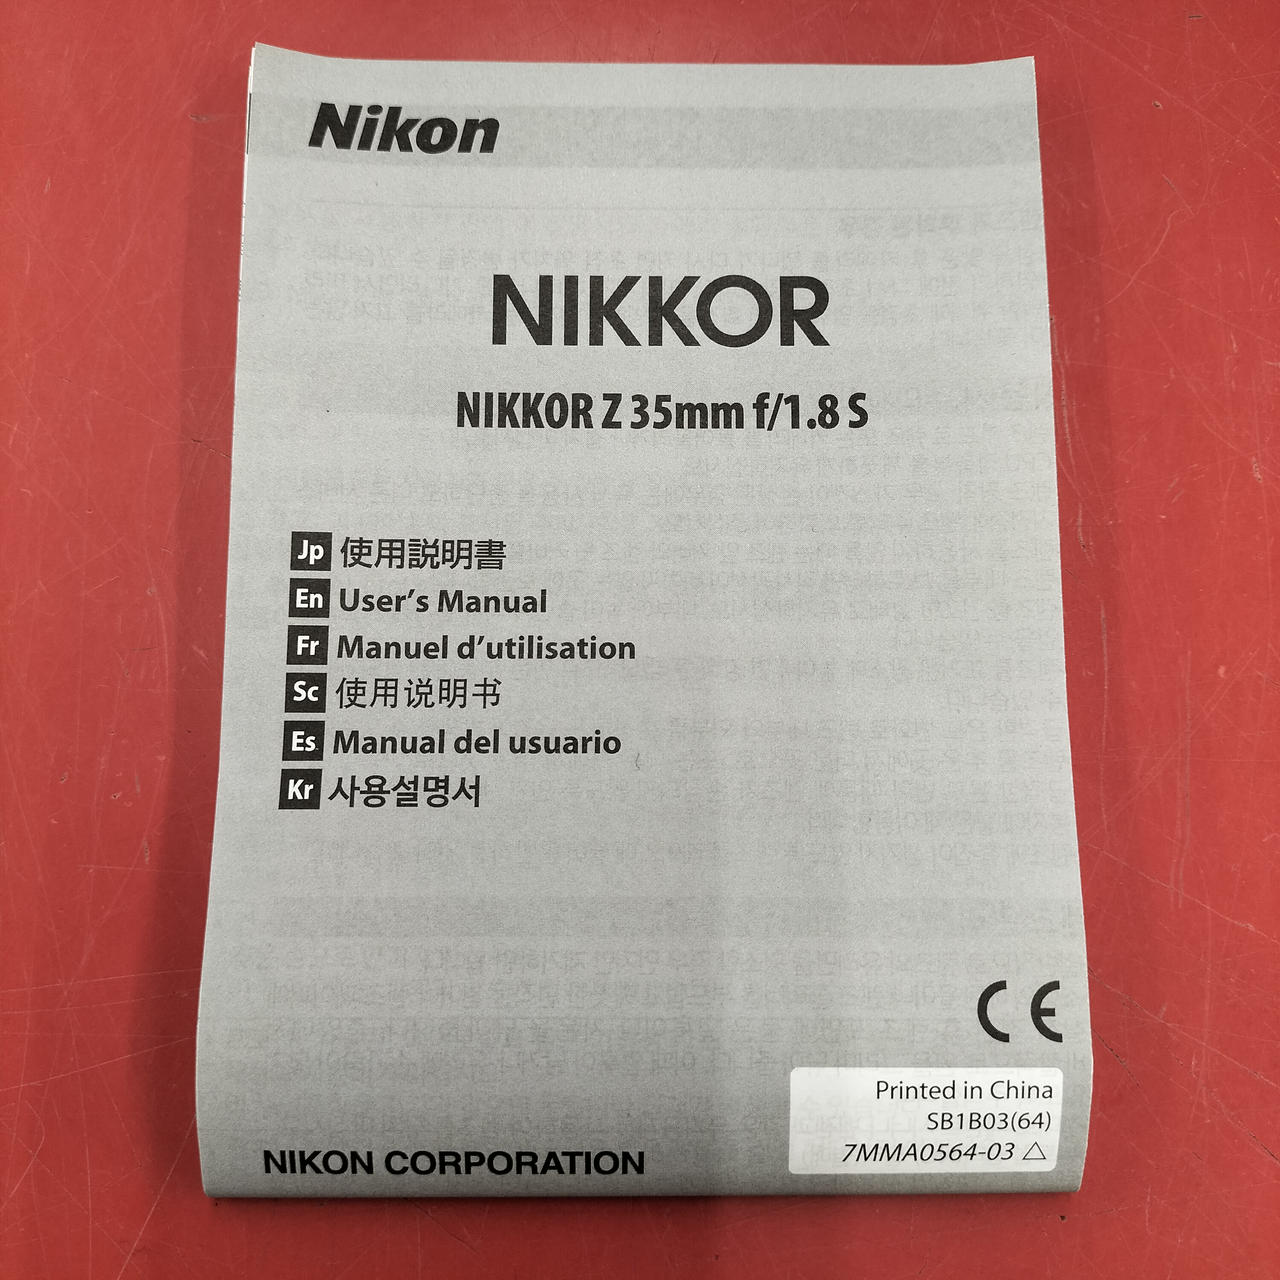 Nikon
NIKKOR
NIKKOR Z 35mm f/1.8 S
Jp 使用説明書
En User's Manual
Fr Manuel d'utilisation
Sc 使用说明书
Es Manual del usuario
Kr 사용설명서
CE
Printed in China
SB1B03(64)
7MMA0564-03 △
NIKON CORPORATION